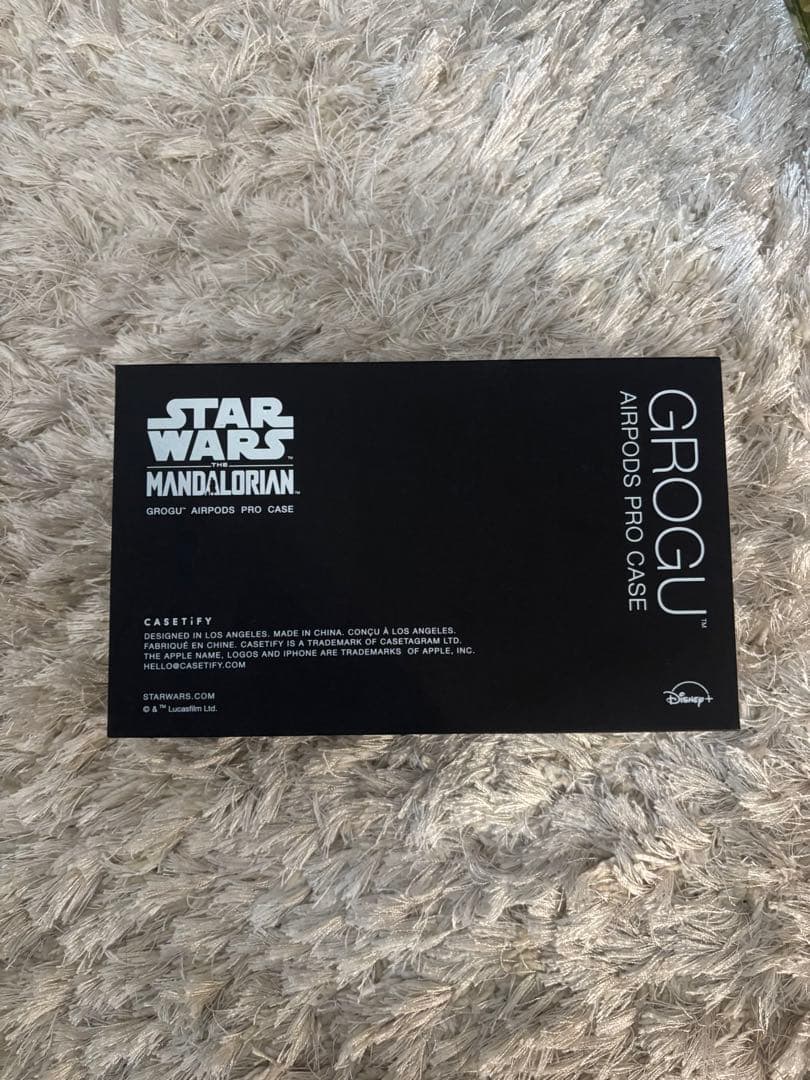 STAR
WARS™
THE
MANDALORIAN™
GROGU™ AIRPODS PRO CASE
CASETiFY
DESIGNED IN LOS ANGELES. MADE IN CHINA. CONÇU À LOS ANGELES.
FABRIQUÉ EN CHINE. CASETIFY IS A TRADEMARK OF CASETAGRAM LTD.
THE APPLE NAME, LOGOS AND IPHONE ARE TRADEMARKS OF APPLE, INC.
HELLO@CASETIFY.COM
STARWARS.COM
© & ™ Lucasfilm Ltd.
GROGU™
AIRPODS PRO CASE
Disney+